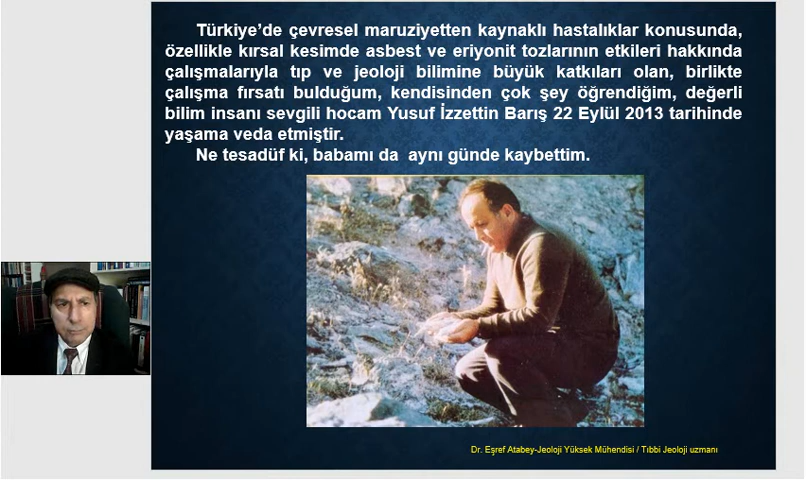 Türkiye’de çevresel maruziyetten kaynaklı hastalıklar konusunda,
özellikle kırsal kesimde asbest ve eriyonit tozlarının etkileri hakkında
çalışmalarıyla tıp ve jeoloji bilimine büyük katkıları olan, birlikte
çalışma fırsatı bulduğum, kendisinden çok şey öğrendiğim, değerli
bilim insanı sevgili hocam Yusuf İzzettin Barış 22 Eylül 2013 tarihinde
yaşama veda etmiştir.
Ne tesadüf ki, babamı da aynı günde kaybettim.
Dr. Eşref Atabey-Jeoloji Yüksek Mühendisi / Tıbbi Jeoloji uzmanı